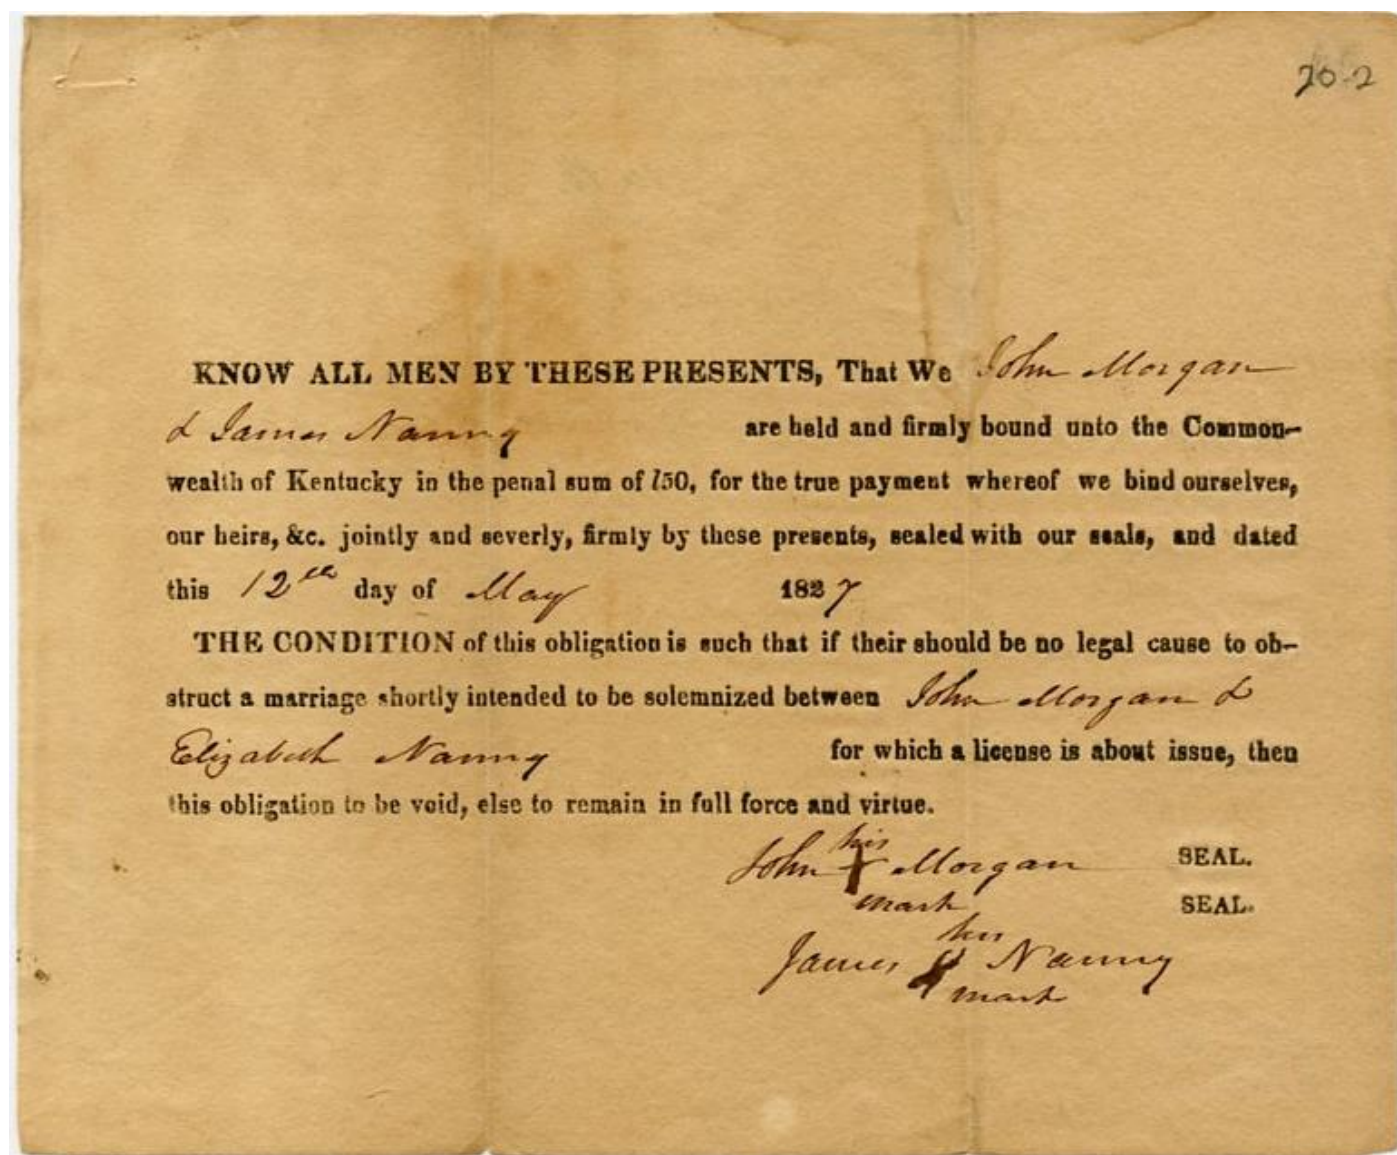 20-2
KNOW ALL MEN BY THESE PRESENTS, That We John Morgan
& James Nanny are held and firmly bound unto the Common-
wealth of Kentucky in the penal sum of l50, for the true payment whereof we bind ourselves,
our heirs, &c. jointly and severly, firmly by these presents, sealed with our seals, and dated
this 12th day of May 1827
THE CONDITION of this obligation is such that if their should be no legal cause to ob-
struct a marriage shortly intended to be solemnized between John Morgan &
Elizabeth Nanny for which a license is about issue, then
this obligation to be void, else to remain in full force and virtue.
his
John + Morgan SEAL.
mark SEAL.
his
James Nanny
mark